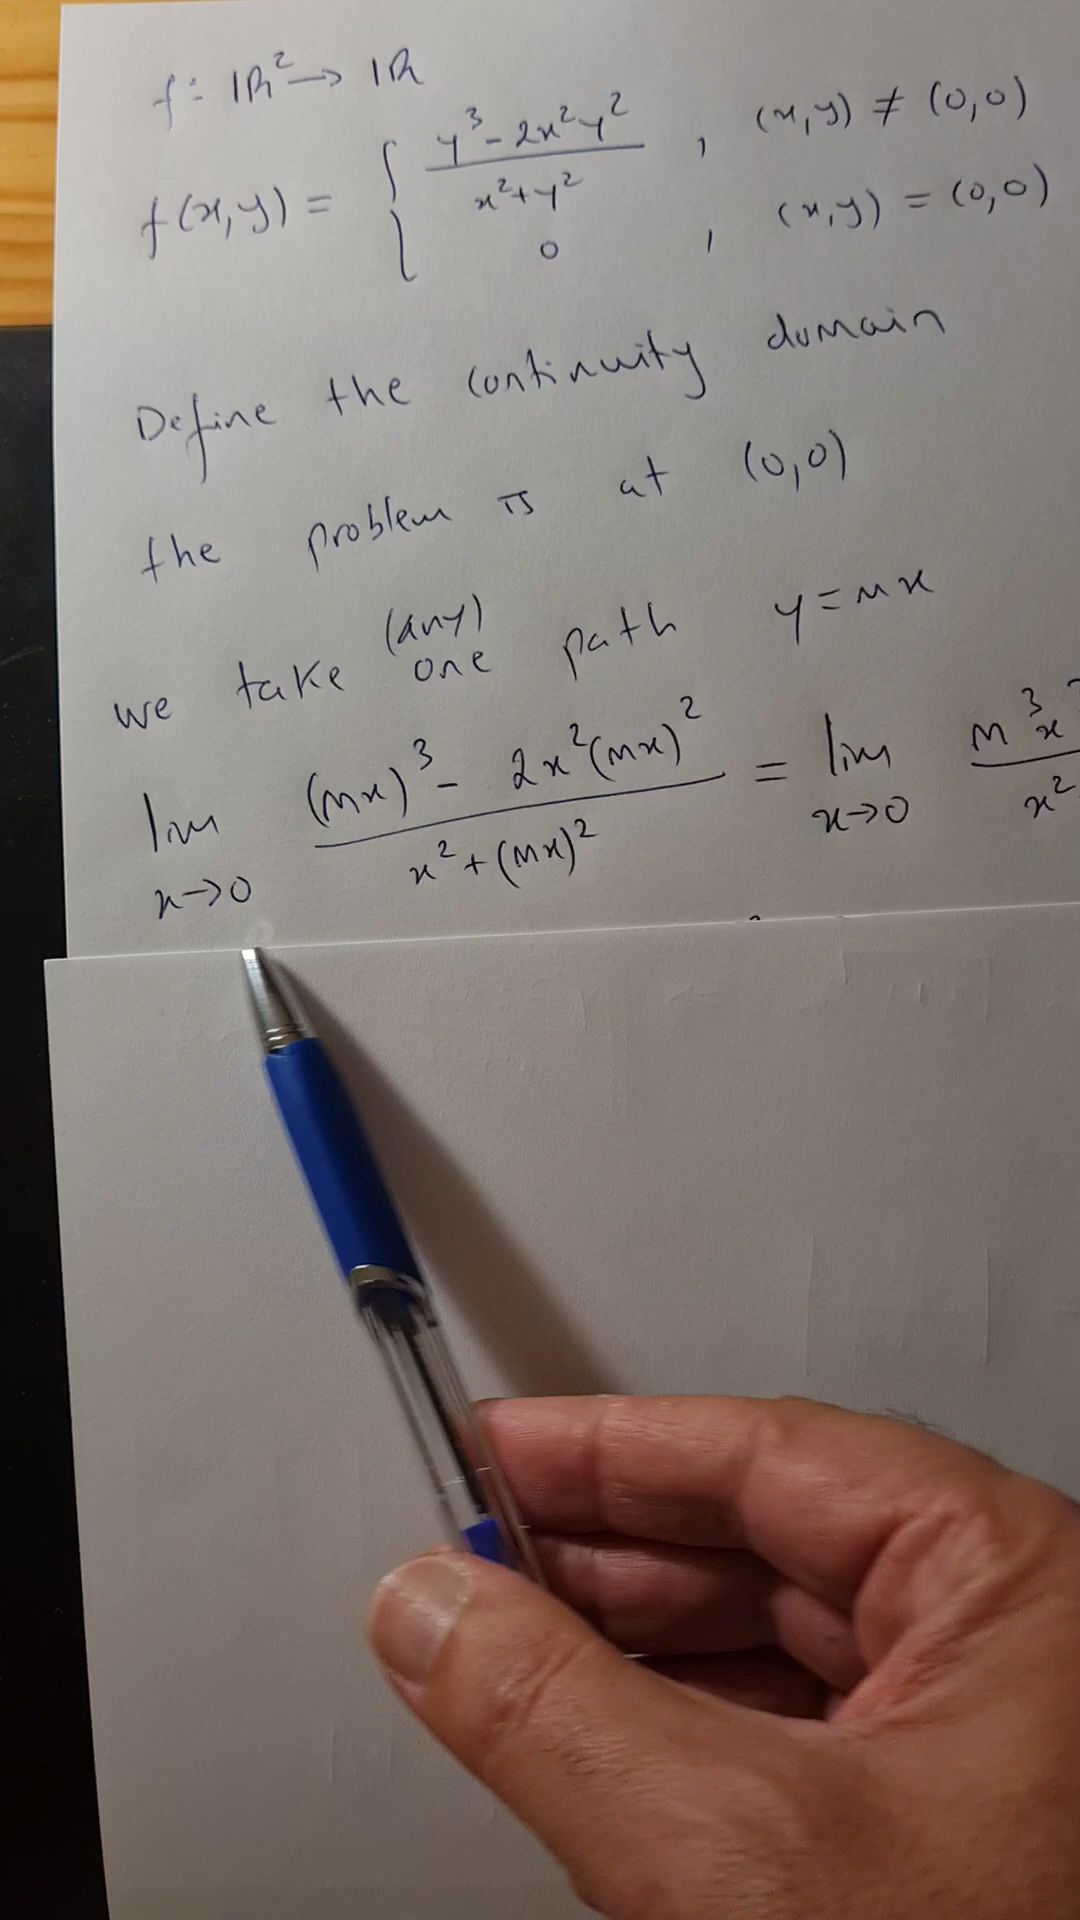 f: ℝ² → ℝ
f(x,y) = { (y³ - 2x²y²)/(x² + y²) , (x,y) ≠ (0,0)
0 , (x,y) = (0,0)
Define the continuity domain
the problem is at (0,0)
(any)
we take one path y = mx
lim x→0 ((mx)³ - 2x²(mx)²)/(x² + (mx)²) = lim x→0 m³x / x²